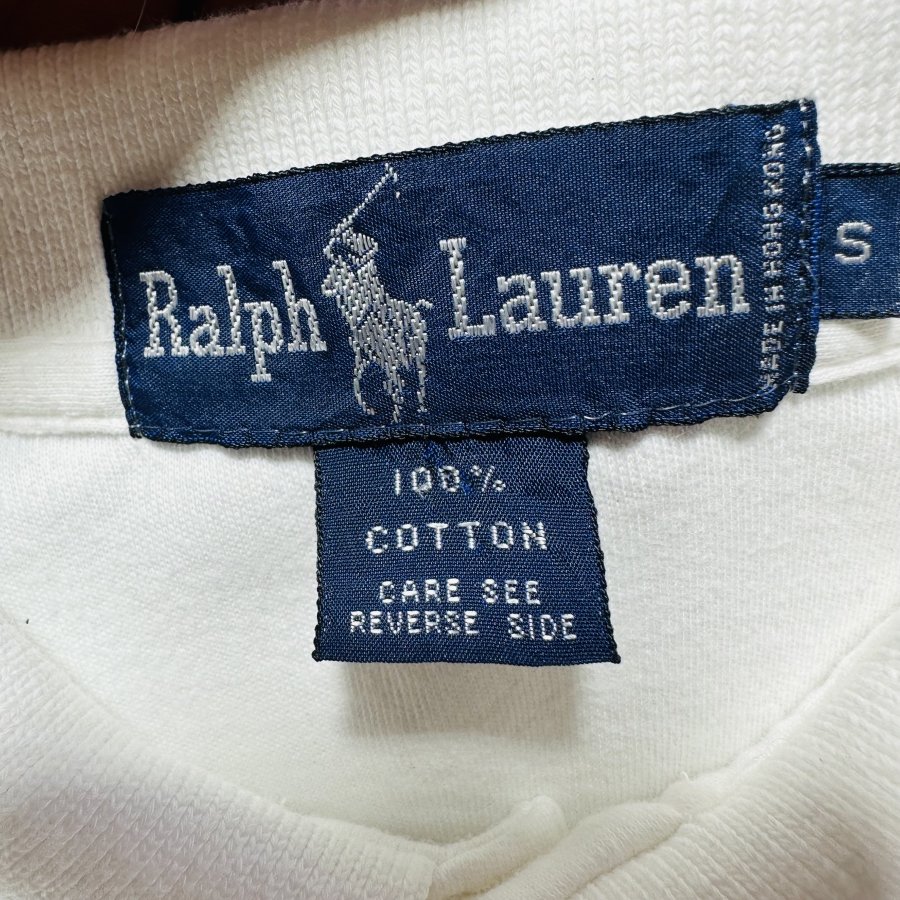 Ralph Lauren
MADE IN HONG KONG
S
100%
COTTON
CARE SEE
REVERSE SIDE